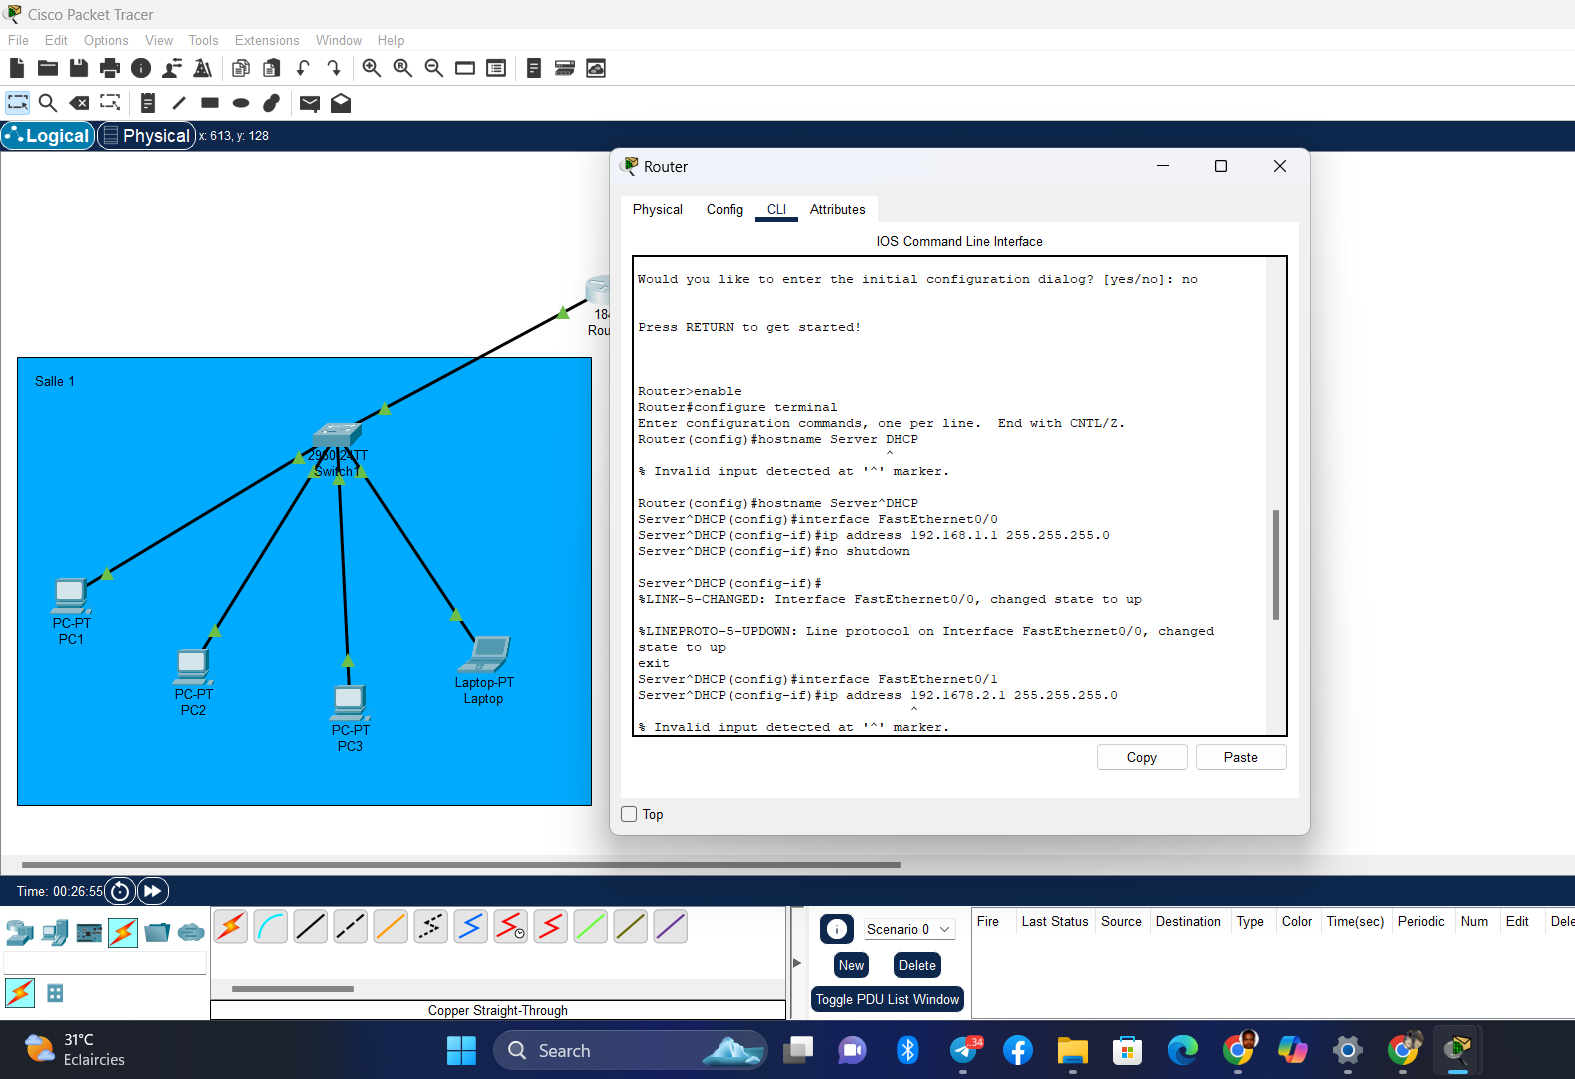 Cisco Packet Tracer
File Edit Options View Tools Extensions Window Help
Logical Physical x: 613, y: 128
Router
Physical Config CLI Attributes
IOS Command Line Interface
Would you like to enter the initial configuration dialog? [yes/no]: no
Press RETURN to get started!
Router>enable
Router#configure terminal
Enter configuration commands, one per line. End with CNTL/Z.
Router(config)#hostname Server DHCP
^
% Invalid input detected at '^' marker.
Router(config)#hostname Server^DHCP
Server^DHCP(config)#interface FastEthernet0/0
Server^DHCP(config-if)#ip address 192.168.1.1 255.255.255.0
Server^DHCP(config-if)#no shutdown
Server^DHCP(config-if)#
%LINK-5-CHANGED: Interface FastEthernet0/0, changed state to up
%LINEPROTO-5-UPDOWN: Line protocol on Interface FastEthernet0/0, changed
state to up
exit
Server^DHCP(config)#interface FastEthernet0/1
Server^DHCP(config-if)#ip address 192.1678.2.1 255.255.255.0
^
% Invalid input detected at '^' marker.
Copy Paste
Top
184
Rou
Salle 1
2960-24TT
Switch1
PC-PT
PC1
PC-PT
PC2
PC-PT
PC3
Laptop-PT
Laptop
Time: 00:26:55
Copper Straight-Through
Scenario 0
New Delete
Toggle PDU List Window
Fire Last Status Source Destination Type Color Time(sec) Periodic Num Edit Dele
31°C
Eclaircies
Search
..34